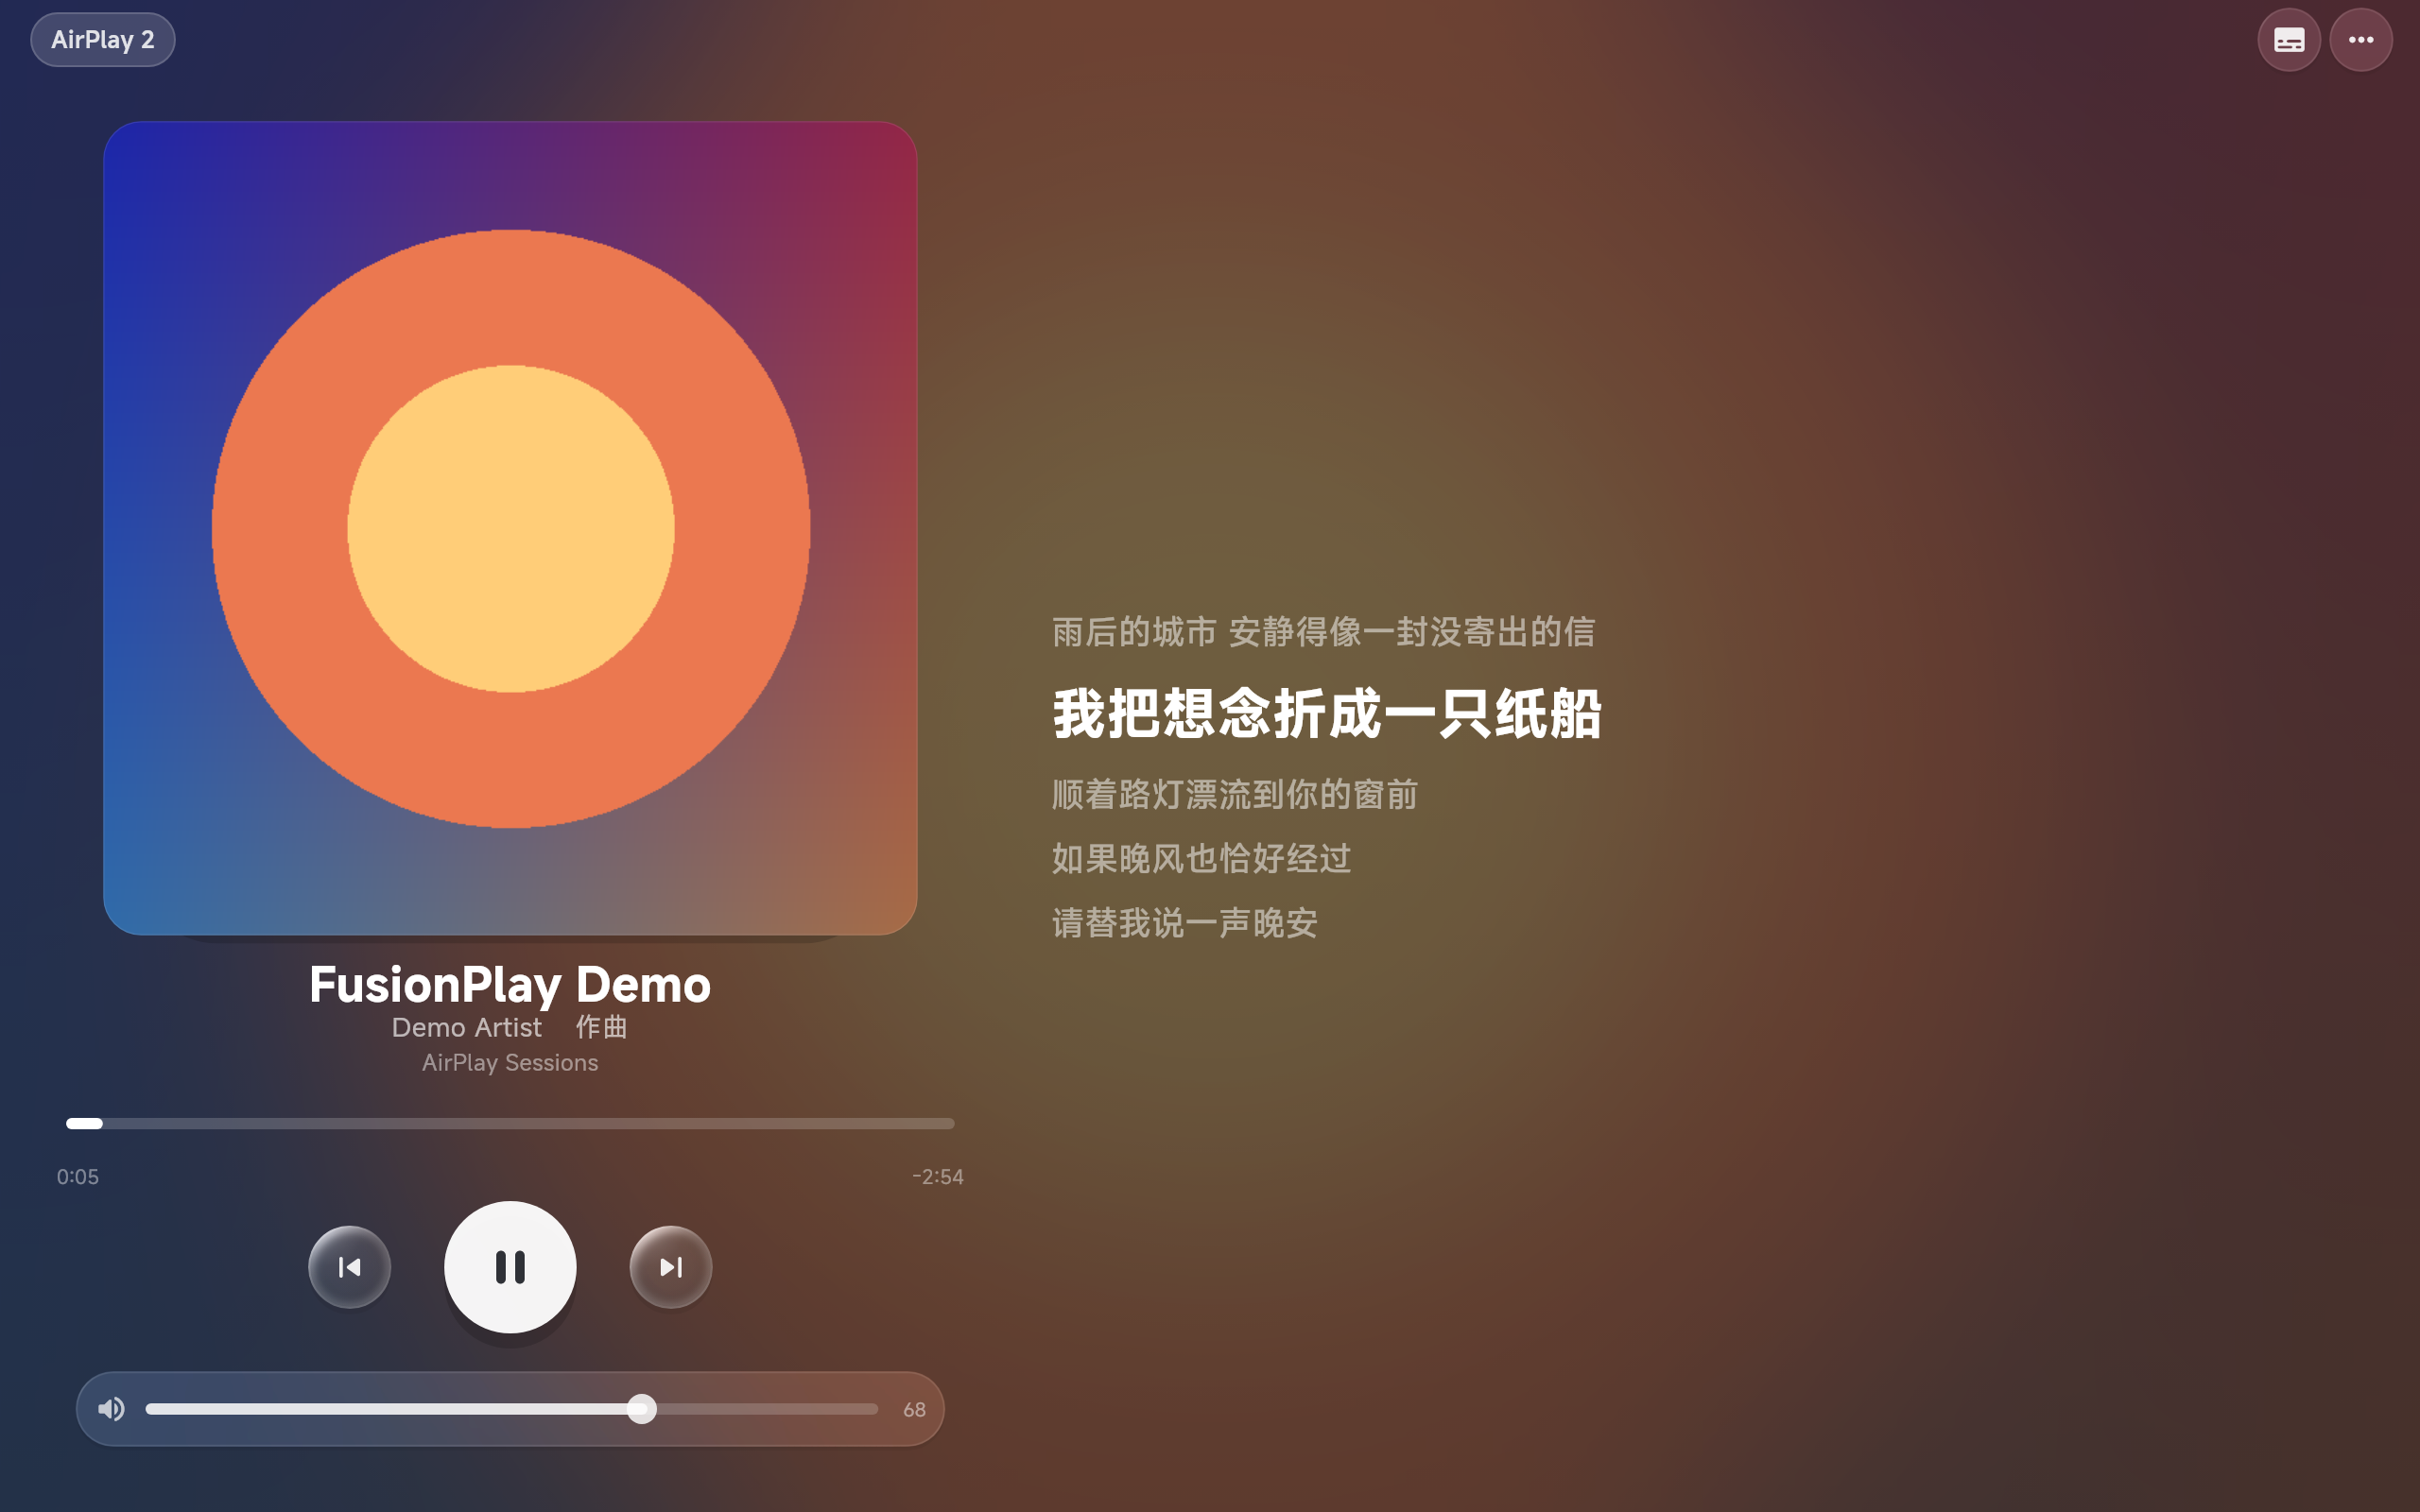 AirPlay 2
FusionPlay Demo
Demo Artist 作曲
AirPlay Sessions
0:05
-2:54
68
雨后的城市 安静得像一封没寄出的信
我把想念折成一只纸船
顺着路灯漂流到你的窗前
如果晚风也恰好经过
请替我说一声晚安